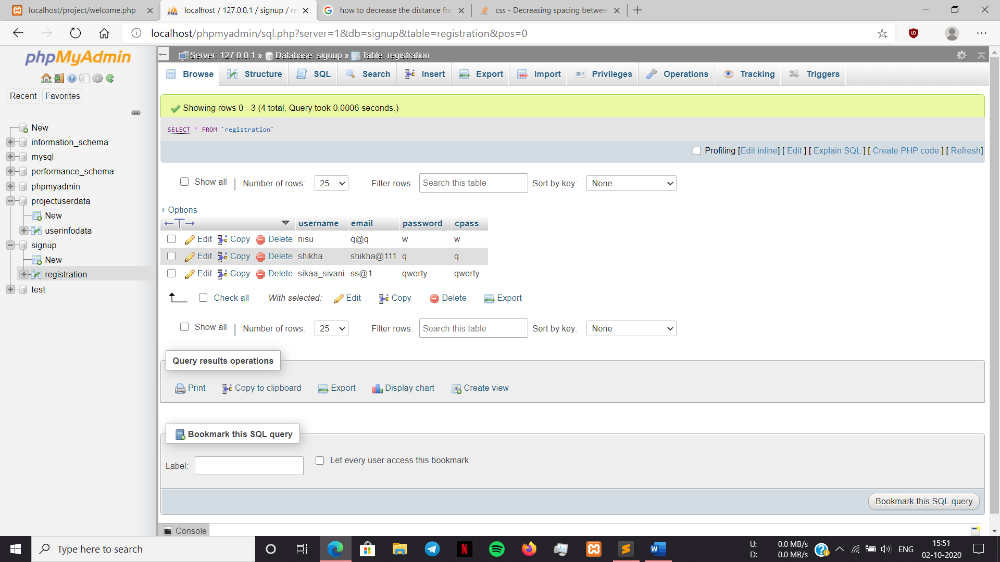 localhost/project/welcome.php
localhost / 127.0.0.1 / signup / re
how to decrease the distance fro
css - Decreasing spacing betwee
localhost/phpmyadmin/sql.php?server=1&db=signup&table=registration&pos=0
phpMyAdmin
Recent Favorites
New
information_schema
mysql
performance_schema
phpmyadmin
projectuserdata
New
userinfodata
signup
New
registration
test
Server: 127.0.0.1 » Database: signup » Table: registration
Browse Structure SQL Search Insert Export Import Privileges Operations Tracking Triggers
Showing rows 0 - 3 (4 total, Query took 0.0006 seconds.)
SELECT * FROM `registration`
Profiling [Edit inline] [ Edit ] [ Explain SQL ] [ Create PHP code ] [ Refresh]
Show all | Number of rows: 25 Filter rows: Search this table Sort by key: None
+ Options
←T→ username email password cpass
Edit Copy Delete nisu q@q w w
Edit Copy Delete shikha shikha@111 q q
Edit Copy Delete sikaa_sivani ss@1 qwerty qwerty
Check all With selected: Edit Copy Delete Export
Show all | Number of rows: 25 Filter rows: Search this table Sort by key: None
Query results operations
Print Copy to clipboard Export Display chart Create view
Bookmark this SQL query
Label: Let every user access this bookmark
Bookmark this SQL query
Console
Type here to search
U: 0.0 MB/s
D: 0.0 MB/s
ENG
15:51
02-10-2020